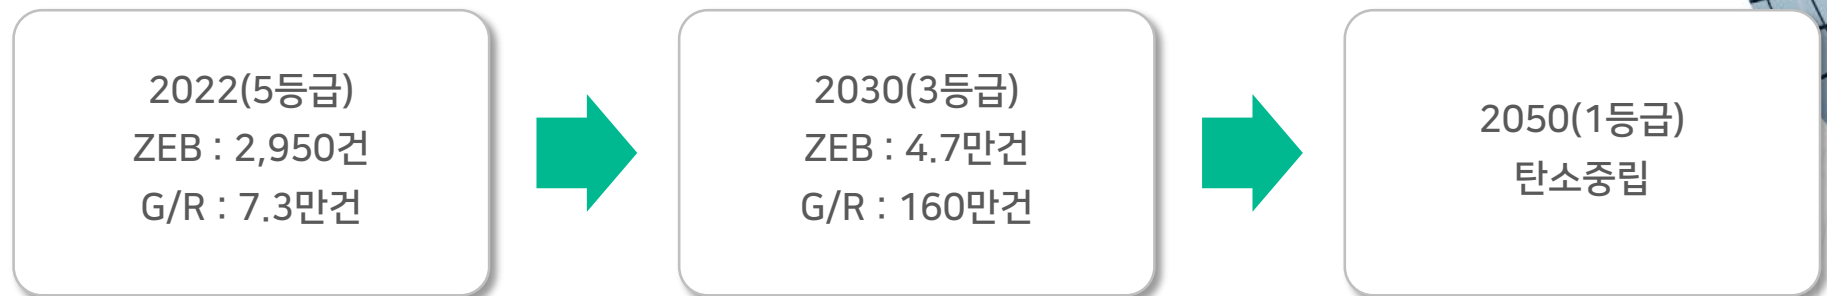 2022(5등급)
ZEB : 2,950건
G/R : 7.3만건
2030(3등급)
ZEB : 4.7만건
G/R : 160만건
2050(1등급)
탄소중립